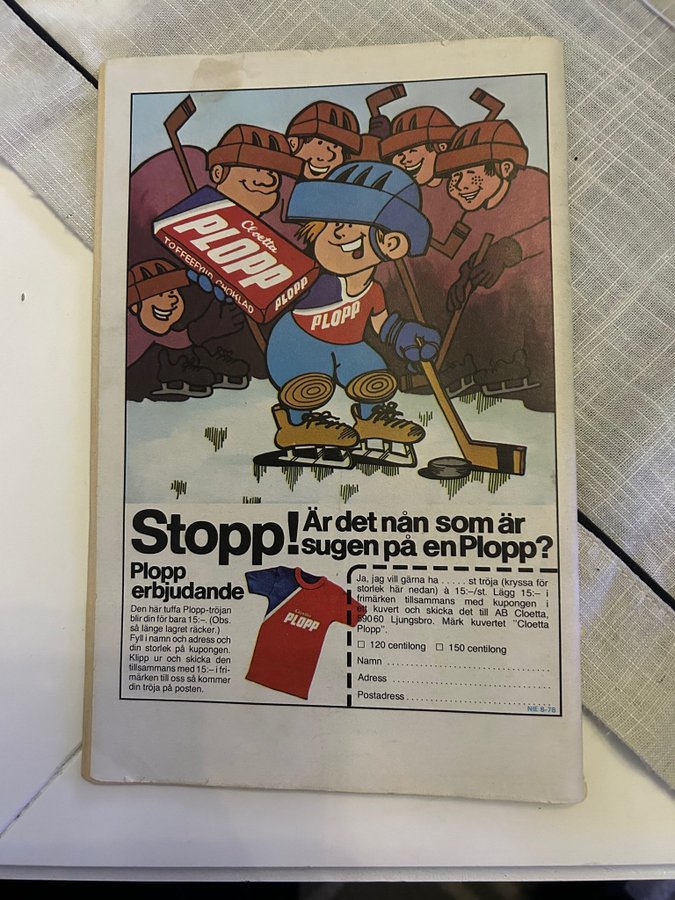 Cloetta
PLOPP
TOFFEEFYLLD CHOKLAD
PLOPP
PLOPP
Stopp! Är det nån som är
sugen på en Plopp?
Plopp
erbjudande
Den här tuffa Plopp-tröjan
blir din för bara 15:–. (Obs.
så länge lagret räcker.)
Fyll i namn och adress och
din storlek på kupongen.
Klipp ur och skicka den
tillsammans med 15:– i fri-
märken till oss så kommer
din tröja på posten.
Cloetta
PLOPP
Ja, jag vill gärna ha . . . . . st tröja (kryssa för
storlek här nedan) à 15:–/st. Lägg 15:– i
frimärken tillsammans med kupongen i
ett kuvert och skicka det till AB Cloetta,
59060 Ljungsbro. Märk kuvertet "Cloetta
Plopp".
☐ 120 centilong ☐ 150 centilong
Namn
Adress
Postadress
NIE 8-78